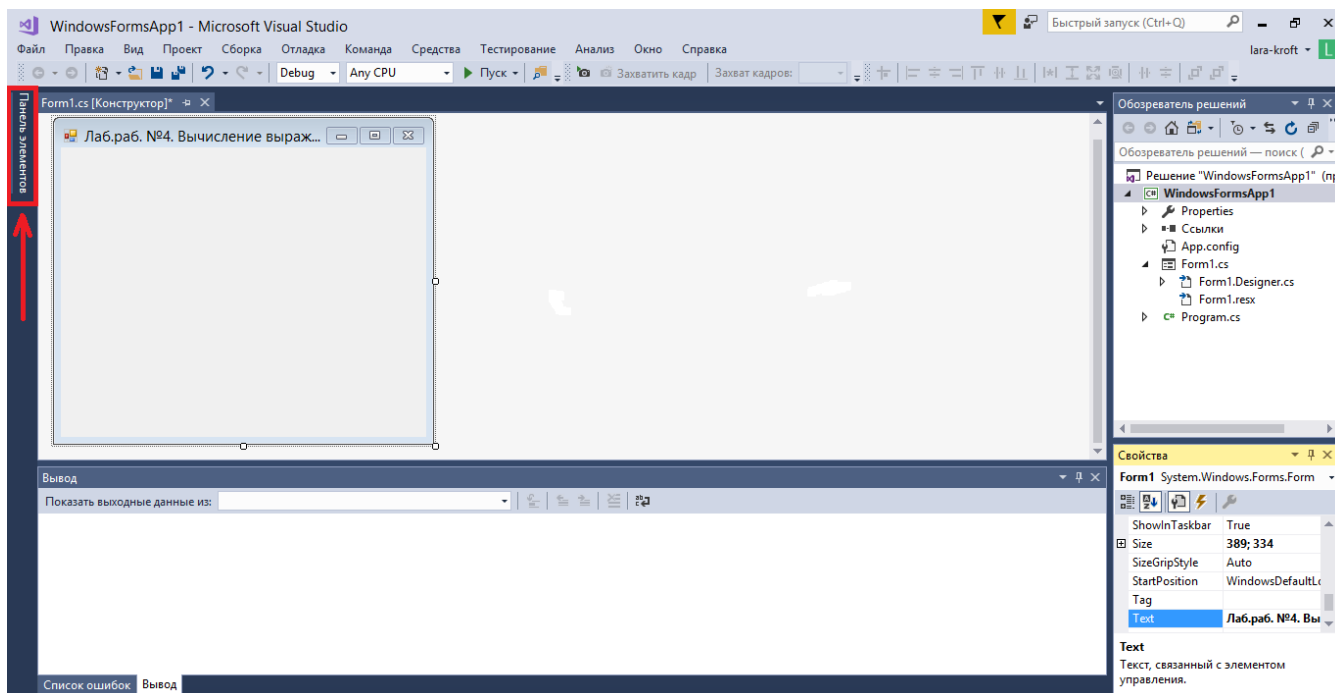 WindowsFormsApp1 - Microsoft Visual Studio
Быстрый запуск (Ctrl+Q)
Файл Правка Вид Проект Сборка Отладка Команда Средства Тестирование Анализ Окно Справка
lara-kroft L
Debug Any CPU Пуск Захватить кадр Захват кадров:
Панель элементов
Form1.cs [Конструктор]*
Лаб.раб. №4. Вычисление выраж...
Вывод
Показать выходные данные из:
Список ошибок Вывод
Обозреватель решений
Обозреватель решений — поиск (
Решение "WindowsFormsApp1" (пр
C# WindowsFormsApp1
Properties
Ссылки
App.config
Form1.cs
Form1.Designer.cs
Form1.resx
C# Program.cs
Свойства
Form1 System.Windows.Forms.Form
ShowInTaskbar True
Size 389; 334
SizeGripStyle Auto
StartPosition WindowsDefaultLo
Tag
Text Лаб.раб. №4. Вы
Text
Текст, связанный с элементом
управления.